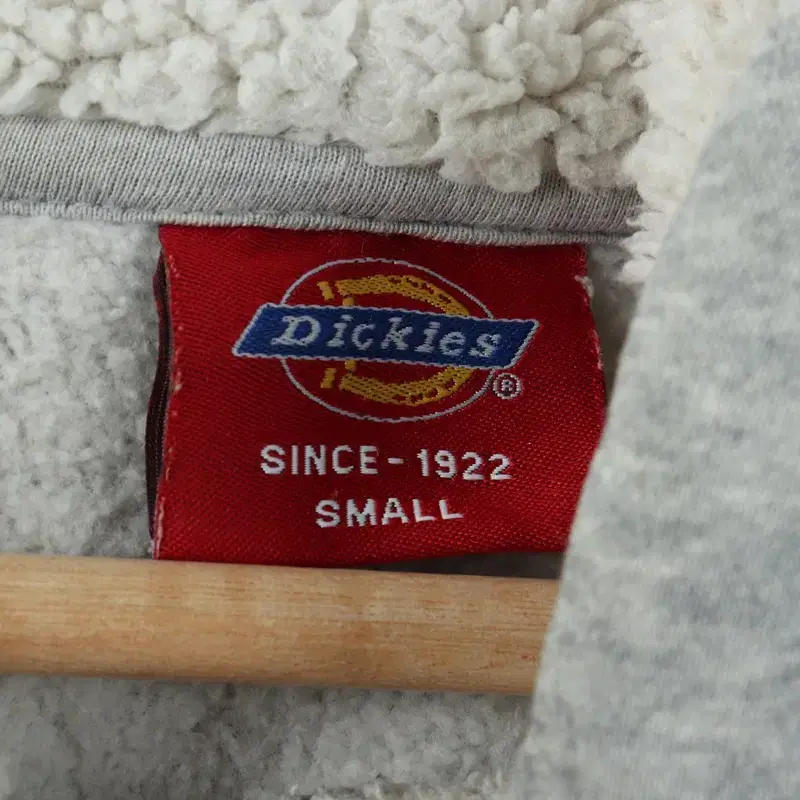 Dickies
®
SINCE - 1922
SMALL